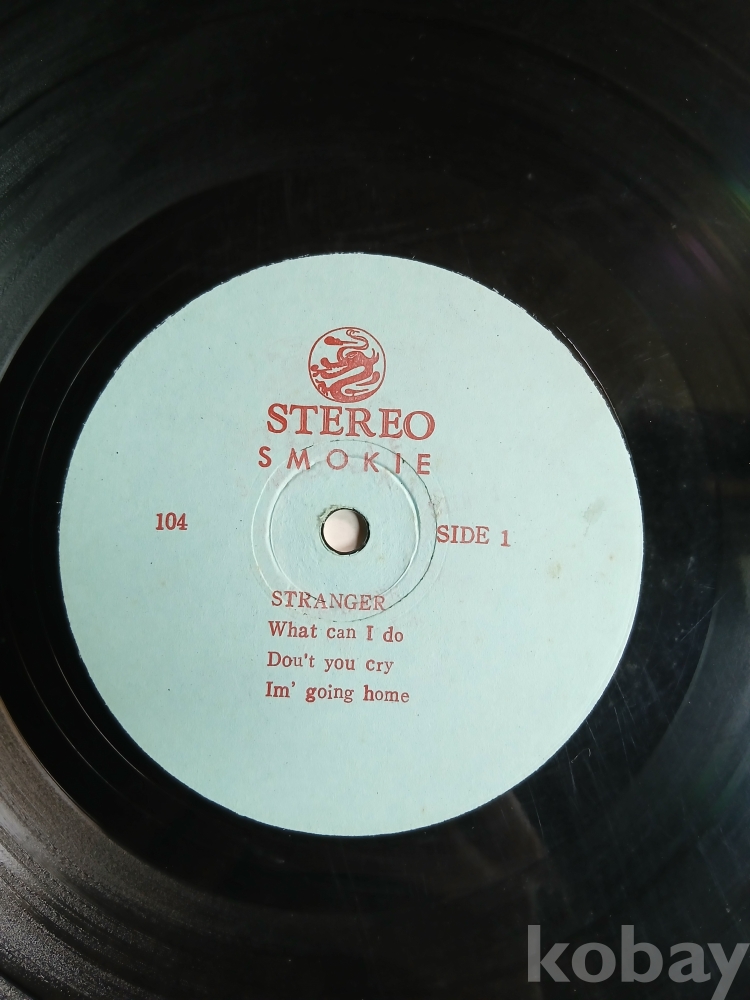 STEREO
SMOKIE
104
SIDE 1
STRANGER
What can I do
Dou't you cry
Im' going home
kobay